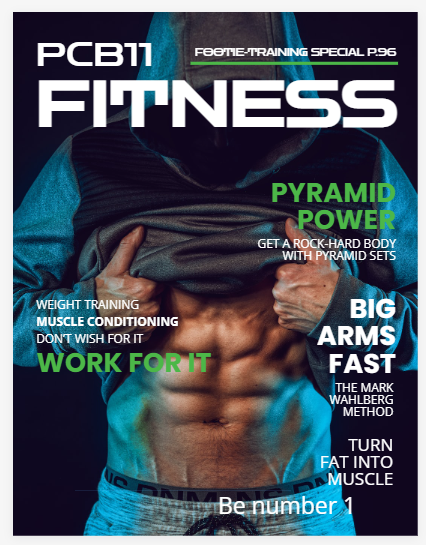 PCB11
FOOTIE-TRAINING SPECIAL P.96
FITNESS
PYRAMID
POWER
GET A ROCK-HARD BODY
WITH PYRAMID SETS
WEIGHT TRAINING
MUSCLE CONDITIONING
DON'T WISH FOR IT
WORK FOR IT
BIG
ARMS
FAST
THE MARK
WAHLBERG
METHOD
TURN
FAT INTO
MUSCLE
Be number 1